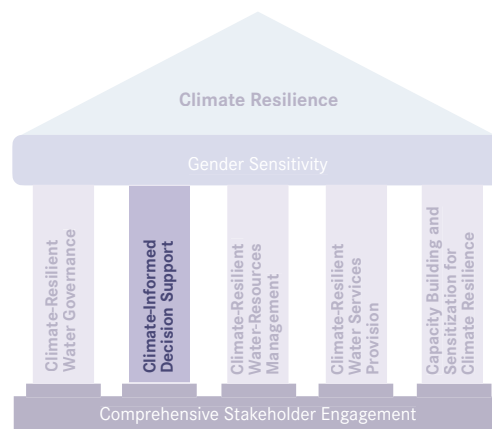 Climate Resilience
Gender Sensitivity
Climate-Resilient
Water Governance
Climate-Informed
Decision Support
Climate-Resilient
Water-Resources
Management
Climate-Resilient
Water Services
Provision
Capacity Building and
Sensitization for
Climate Resilience
Comprehensive Stakeholder Engagement